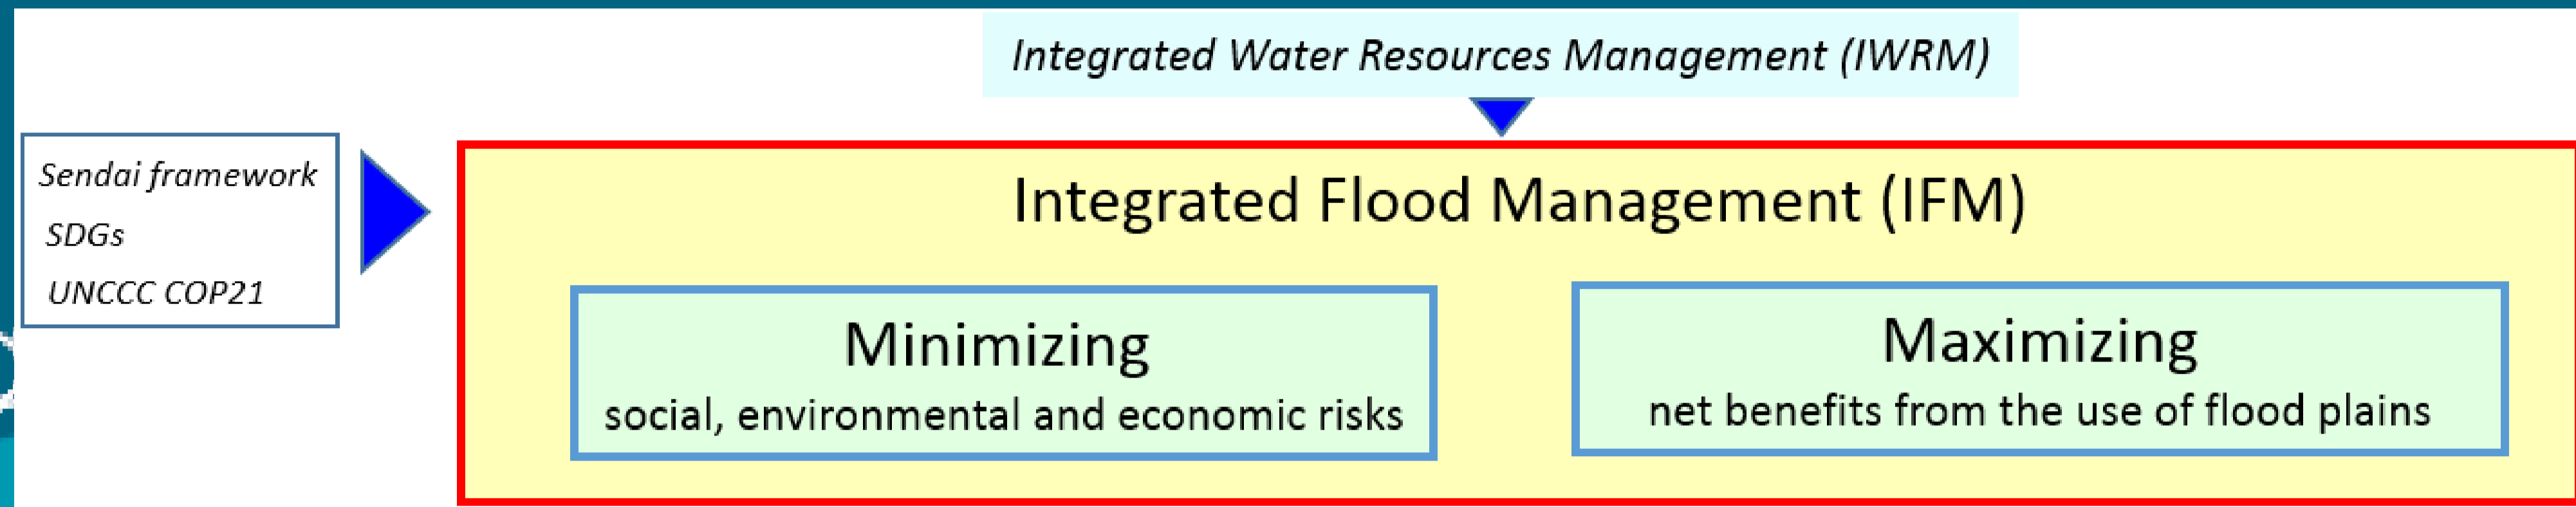 Integrated Water Resources Management (IWRM)
Sendai framework
SDGs
UNCCC COP21
Integrated Flood Management (IFM)
Minimizing
social, environmental and economic risks
Maximizing
net benefits from the use of flood plains